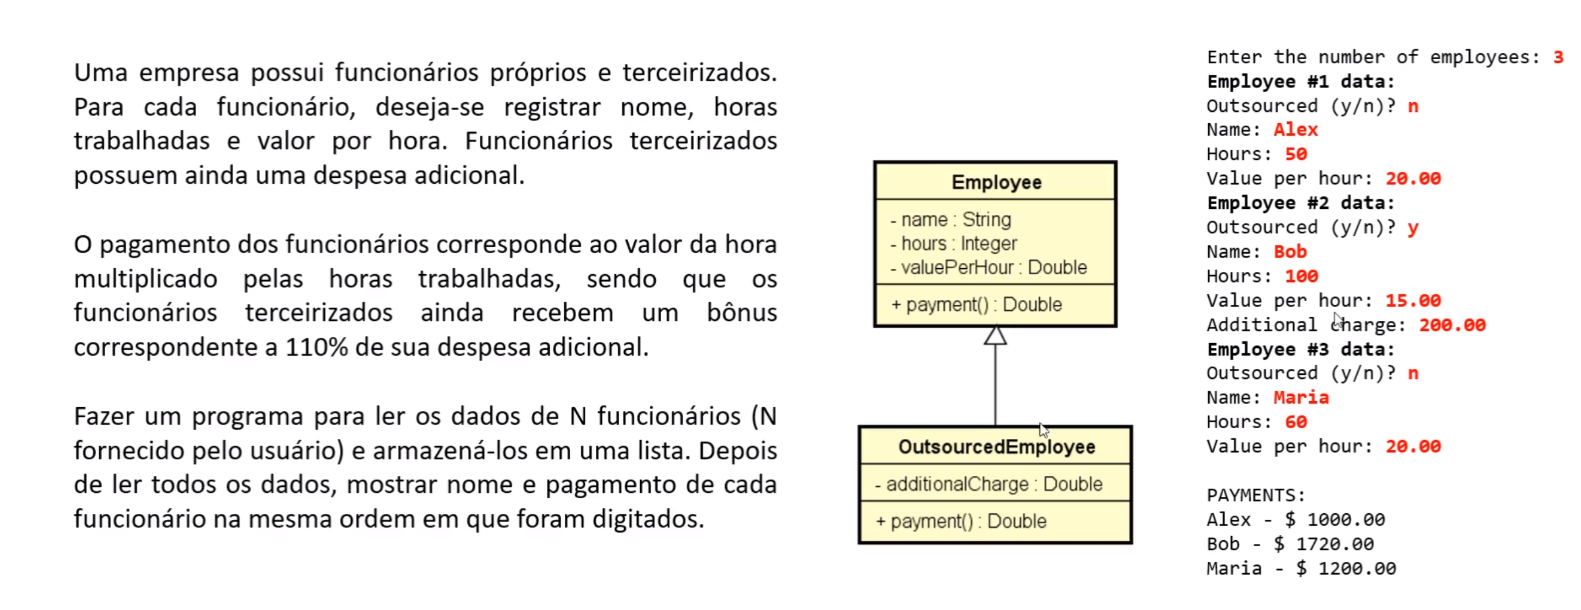 Uma empresa possui funcionários próprios e terceirizados.
Para cada funcionário, deseja-se registrar nome, horas
trabalhadas e valor por hora. Funcionários terceirizados
possuem ainda uma despesa adicional.
O pagamento dos funcionários corresponde ao valor da hora
multiplicado pelas horas trabalhadas, sendo que os
funcionários terceirizados ainda recebem um bônus
correspondente a 110% de sua despesa adicional.
Fazer um programa para ler os dados de N funcionários (N
fornecido pelo usuário) e armazená-los em uma lista. Depois
de ler todos os dados, mostrar nome e pagamento de cada
funcionário na mesma ordem em que foram digitados.
Employee
- name : String
- hours : Integer
- valuePerHour : Double
+ payment() : Double
OutsourcedEmployee
- additionalCharge : Double
+ payment() : Double
Enter the number of employees: 3
Employee #1 data:
Outsourced (y/n)? n
Name: Alex
Hours: 50
Value per hour: 20.00
Employee #2 data:
Outsourced (y/n)? y
Name: Bob
Hours: 100
Value per hour: 15.00
Additional charge: 200.00
Employee #3 data:
Outsourced (y/n)? n
Name: Maria
Hours: 60
Value per hour: 20.00
PAYMENTS:
Alex - $ 1000.00
Bob - $ 1720.00
Maria - $ 1200.00